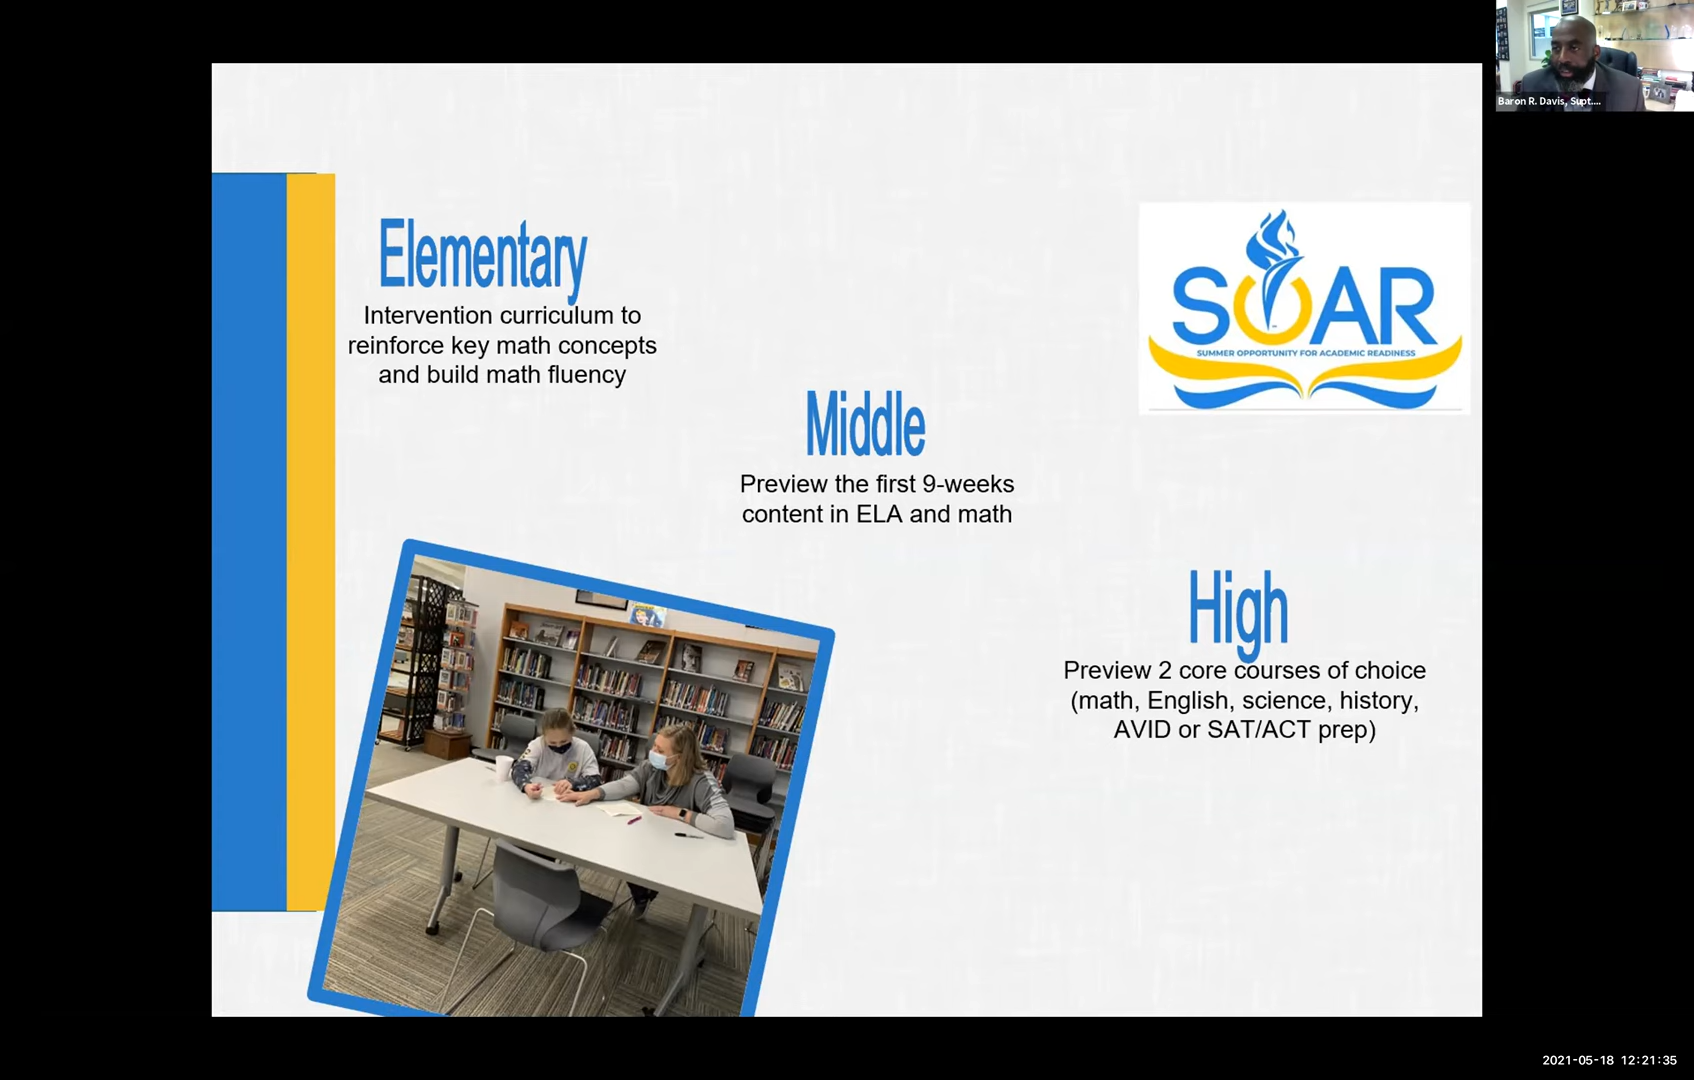 Baron R. Davis, Supt....
Elementary
Intervention curriculum to
reinforce key math concepts
and build math fluency
SOAR
SUMMER OPPORTUNITY FOR ACADEMIC READINESS
Middle
Preview the first 9-weeks
content in ELA and math
High
Preview 2 core courses of choice
(math, English, science, history,
AVID or SAT/ACT prep)
2021-05-18 12:21:35